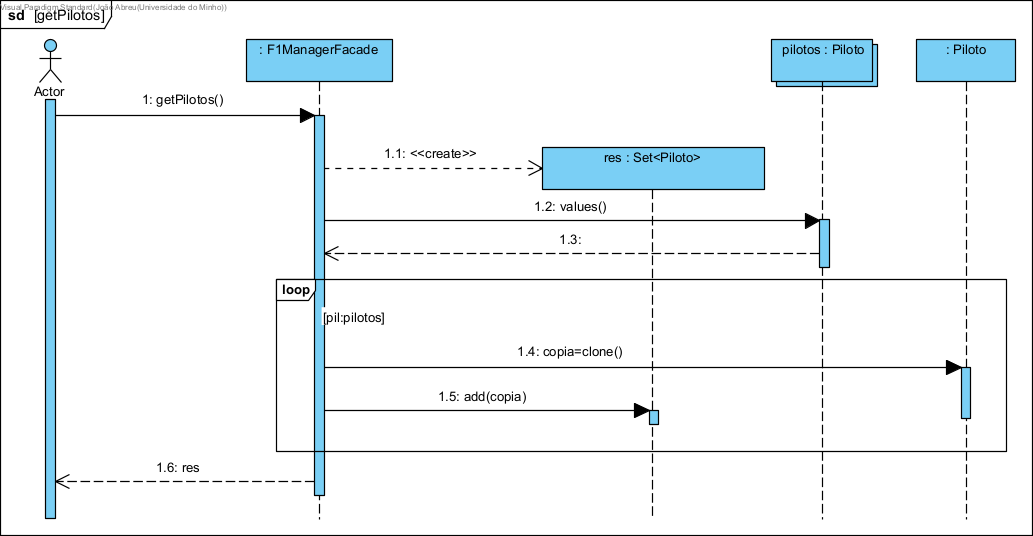 Visual Paradigm Standard(João Abreu(Universidade do Minho))
sd [getPilotos]
: F1ManagerFacade
pilotos : Piloto
: Piloto
Actor
1: getPilotos()
1.1: <<create>>
res : Set<Piloto>
1.2: values()
1.3:
loop
[pil:pilotos]
1.4: copia=clone()
1.5: add(copia)
1.6: res